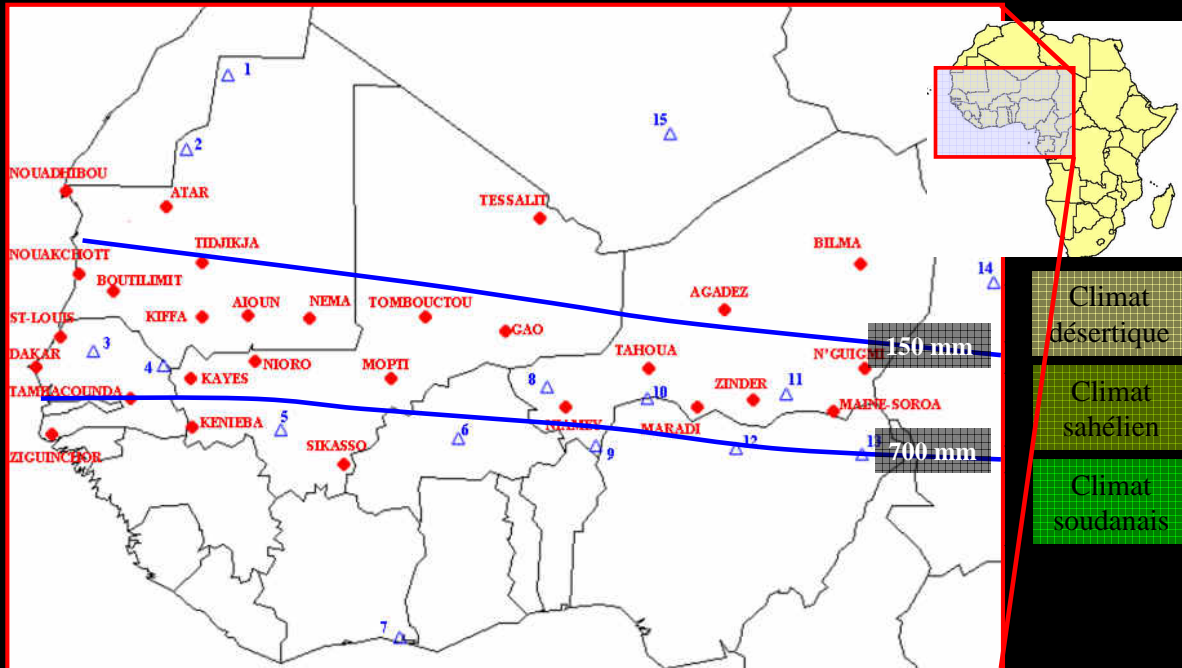 1
15
2
NOUADHIBOU
ATAR
TESSALIT
TIDJIKJA
BILMA
NOUAKCHOTT
BOUTILIMIT
14
AGADEZ
ST-LOUIS
KIFFA
AIOUN
NEMA
TOMBOUCTOU
GAO
150 mm
3
DAKAR
4
NIORO
MOPTI
TAHOUA
N'GUIGMI
KAYES
TAMBACOUNDA
8
10
ZINDER
11
MAINE-SOROA
KENIEBA
5
6
NIAMEY
MARADI
SIKASSO
9
12
13
700 mm
ZIGUINCHOR
7
Climat
désertique
Climat
sahélien
Climat
soudanais